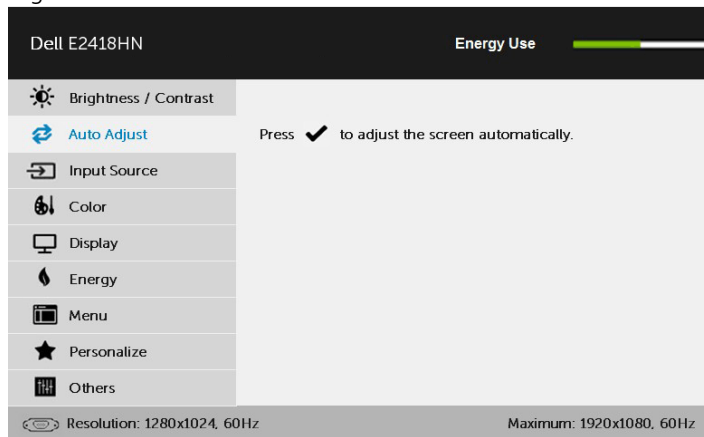 Dell E2418HN
Energy Use
Brightness / Contrast
Auto Adjust
Press ✔ to adjust the screen automatically.
Input Source
Color
Display
Energy
Menu
Personalize
Others
Resolution: 1280x1024, 60Hz
Maximum: 1920x1080, 60Hz